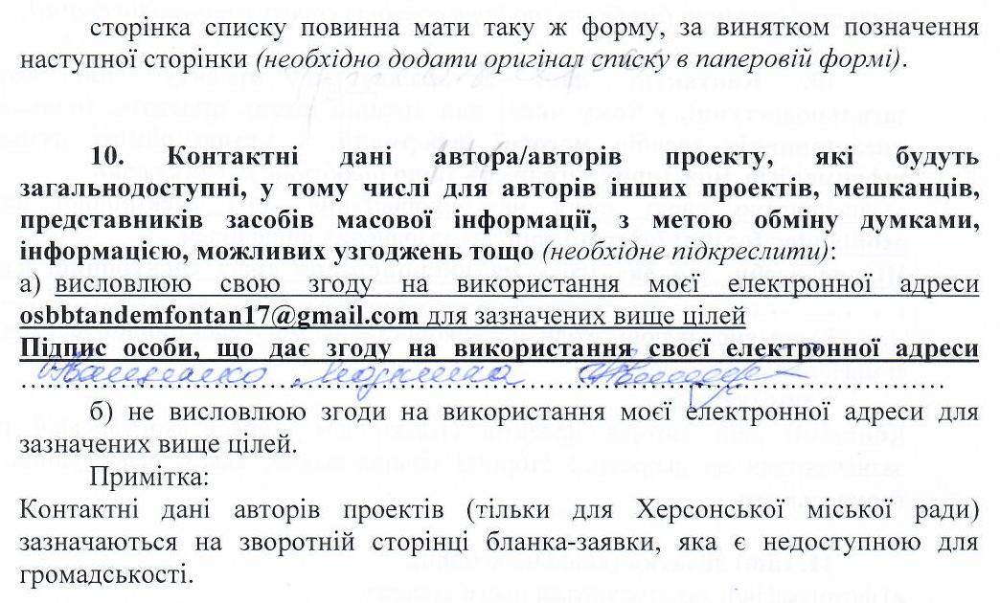 сторінка списку повинна мати таку ж форму, за винятком позначення
наступної сторінки (необхідно додати оригінал списку в паперовій формі).
10. Контактні дані автора/авторів проекту, які будуть
загальнодоступні, у тому числі для авторів інших проектів, мешканців,
представників засобів масової інформації, з метою обміну думками,
інформацією, можливих узгоджень тощо (необхідне підкреслити):
а) висловлюю свою згоду на використання моєї електронної адреси
osbbtandemfontan17@gmail.com для зазначених вище цілей
Підпис особи, що дає згоду на використання своєї електронної адреси
Людмила
б) не висловлюю згоди на використання моєї електронної адреси для
зазначених вище цілей.
Примітка:
Контактні дані авторів проектів (тільки для Херсонської міської ради)
зазначаються на зворотній сторінці бланка-заявки, яка є недоступною для
громадськості.